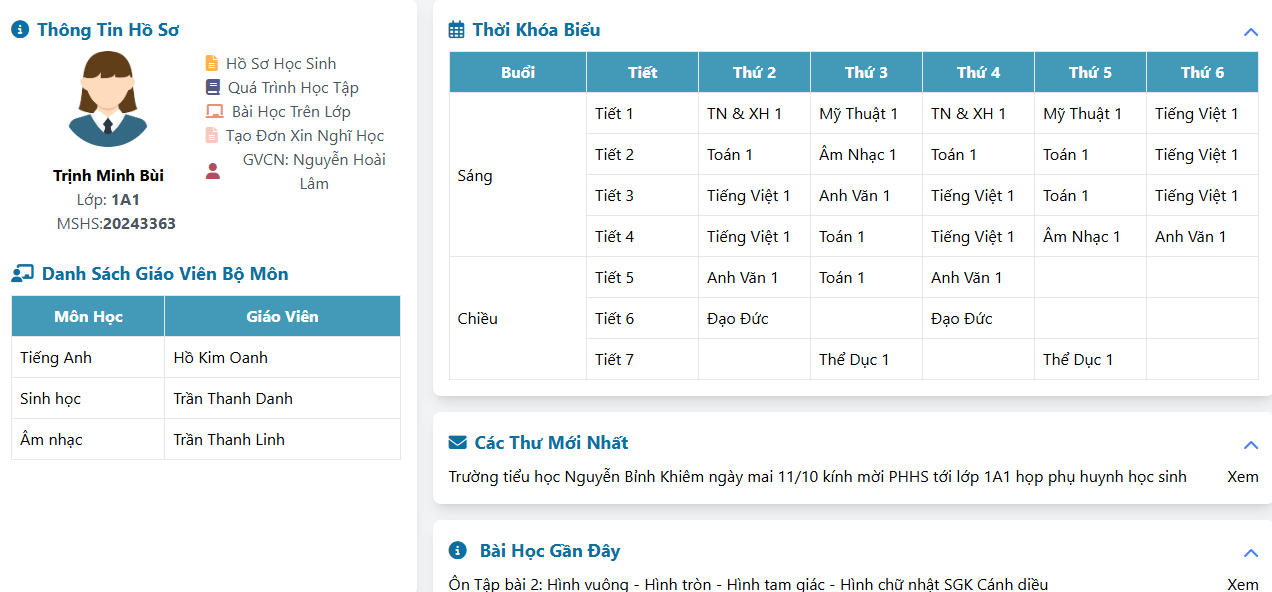 Thông Tin Hồ Sơ
Hồ Sơ Học Sinh
Quá Trình Học Tập
Bài Học Trên Lớp
Tạo Đơn Xin Nghĩ Học
GVCN: Nguyễn Hoài
Lâm
Trịnh Minh Bùi
Lớp: 1A1
MSHS:20243363
Danh Sách Giáo Viên Bộ Môn
Môn Học Giáo Viên
Tiếng Anh Hồ Kim Oanh
Sinh học Trần Thanh Danh
Âm nhạc Trần Thanh Linh
Thời Khóa Biểu
Buổi Tiết Thứ 2 Thứ 3 Thứ 4 Thứ 5 Thứ 6
Sáng
Tiết 1 TN & XH 1 Mỹ Thuật 1 TN & XH 1 Mỹ Thuật 1 Tiếng Việt 1
Tiết 2 Toán 1 Âm Nhạc 1 Toán 1 Toán 1 Tiếng Việt 1
Tiết 3 Tiếng Việt 1 Anh Văn 1 Tiếng Việt 1 Toán 1 Tiếng Việt 1
Tiết 4 Tiếng Việt 1 Toán 1 Tiếng Việt 1 Âm Nhạc 1 Anh Văn 1
Chiều
Tiết 5 Anh Văn 1 Toán 1 Anh Văn 1
Tiết 6 Đạo Đức Đạo Đức
Tiết 7 Thể Dục 1 Thể Dục 1
Các Thư Mới Nhất
Trường tiểu học Nguyễn Bỉnh Khiêm ngày mai 11/10 kính mời PHHS tới lớp 1A1 họp phụ huynh học sinh Xem
Bài Học Gần Đây
Ôn Tập bài 2: Hình vuông - Hình tròn - Hình tam giác - Hình chữ nhật SGK Cánh diều Xem